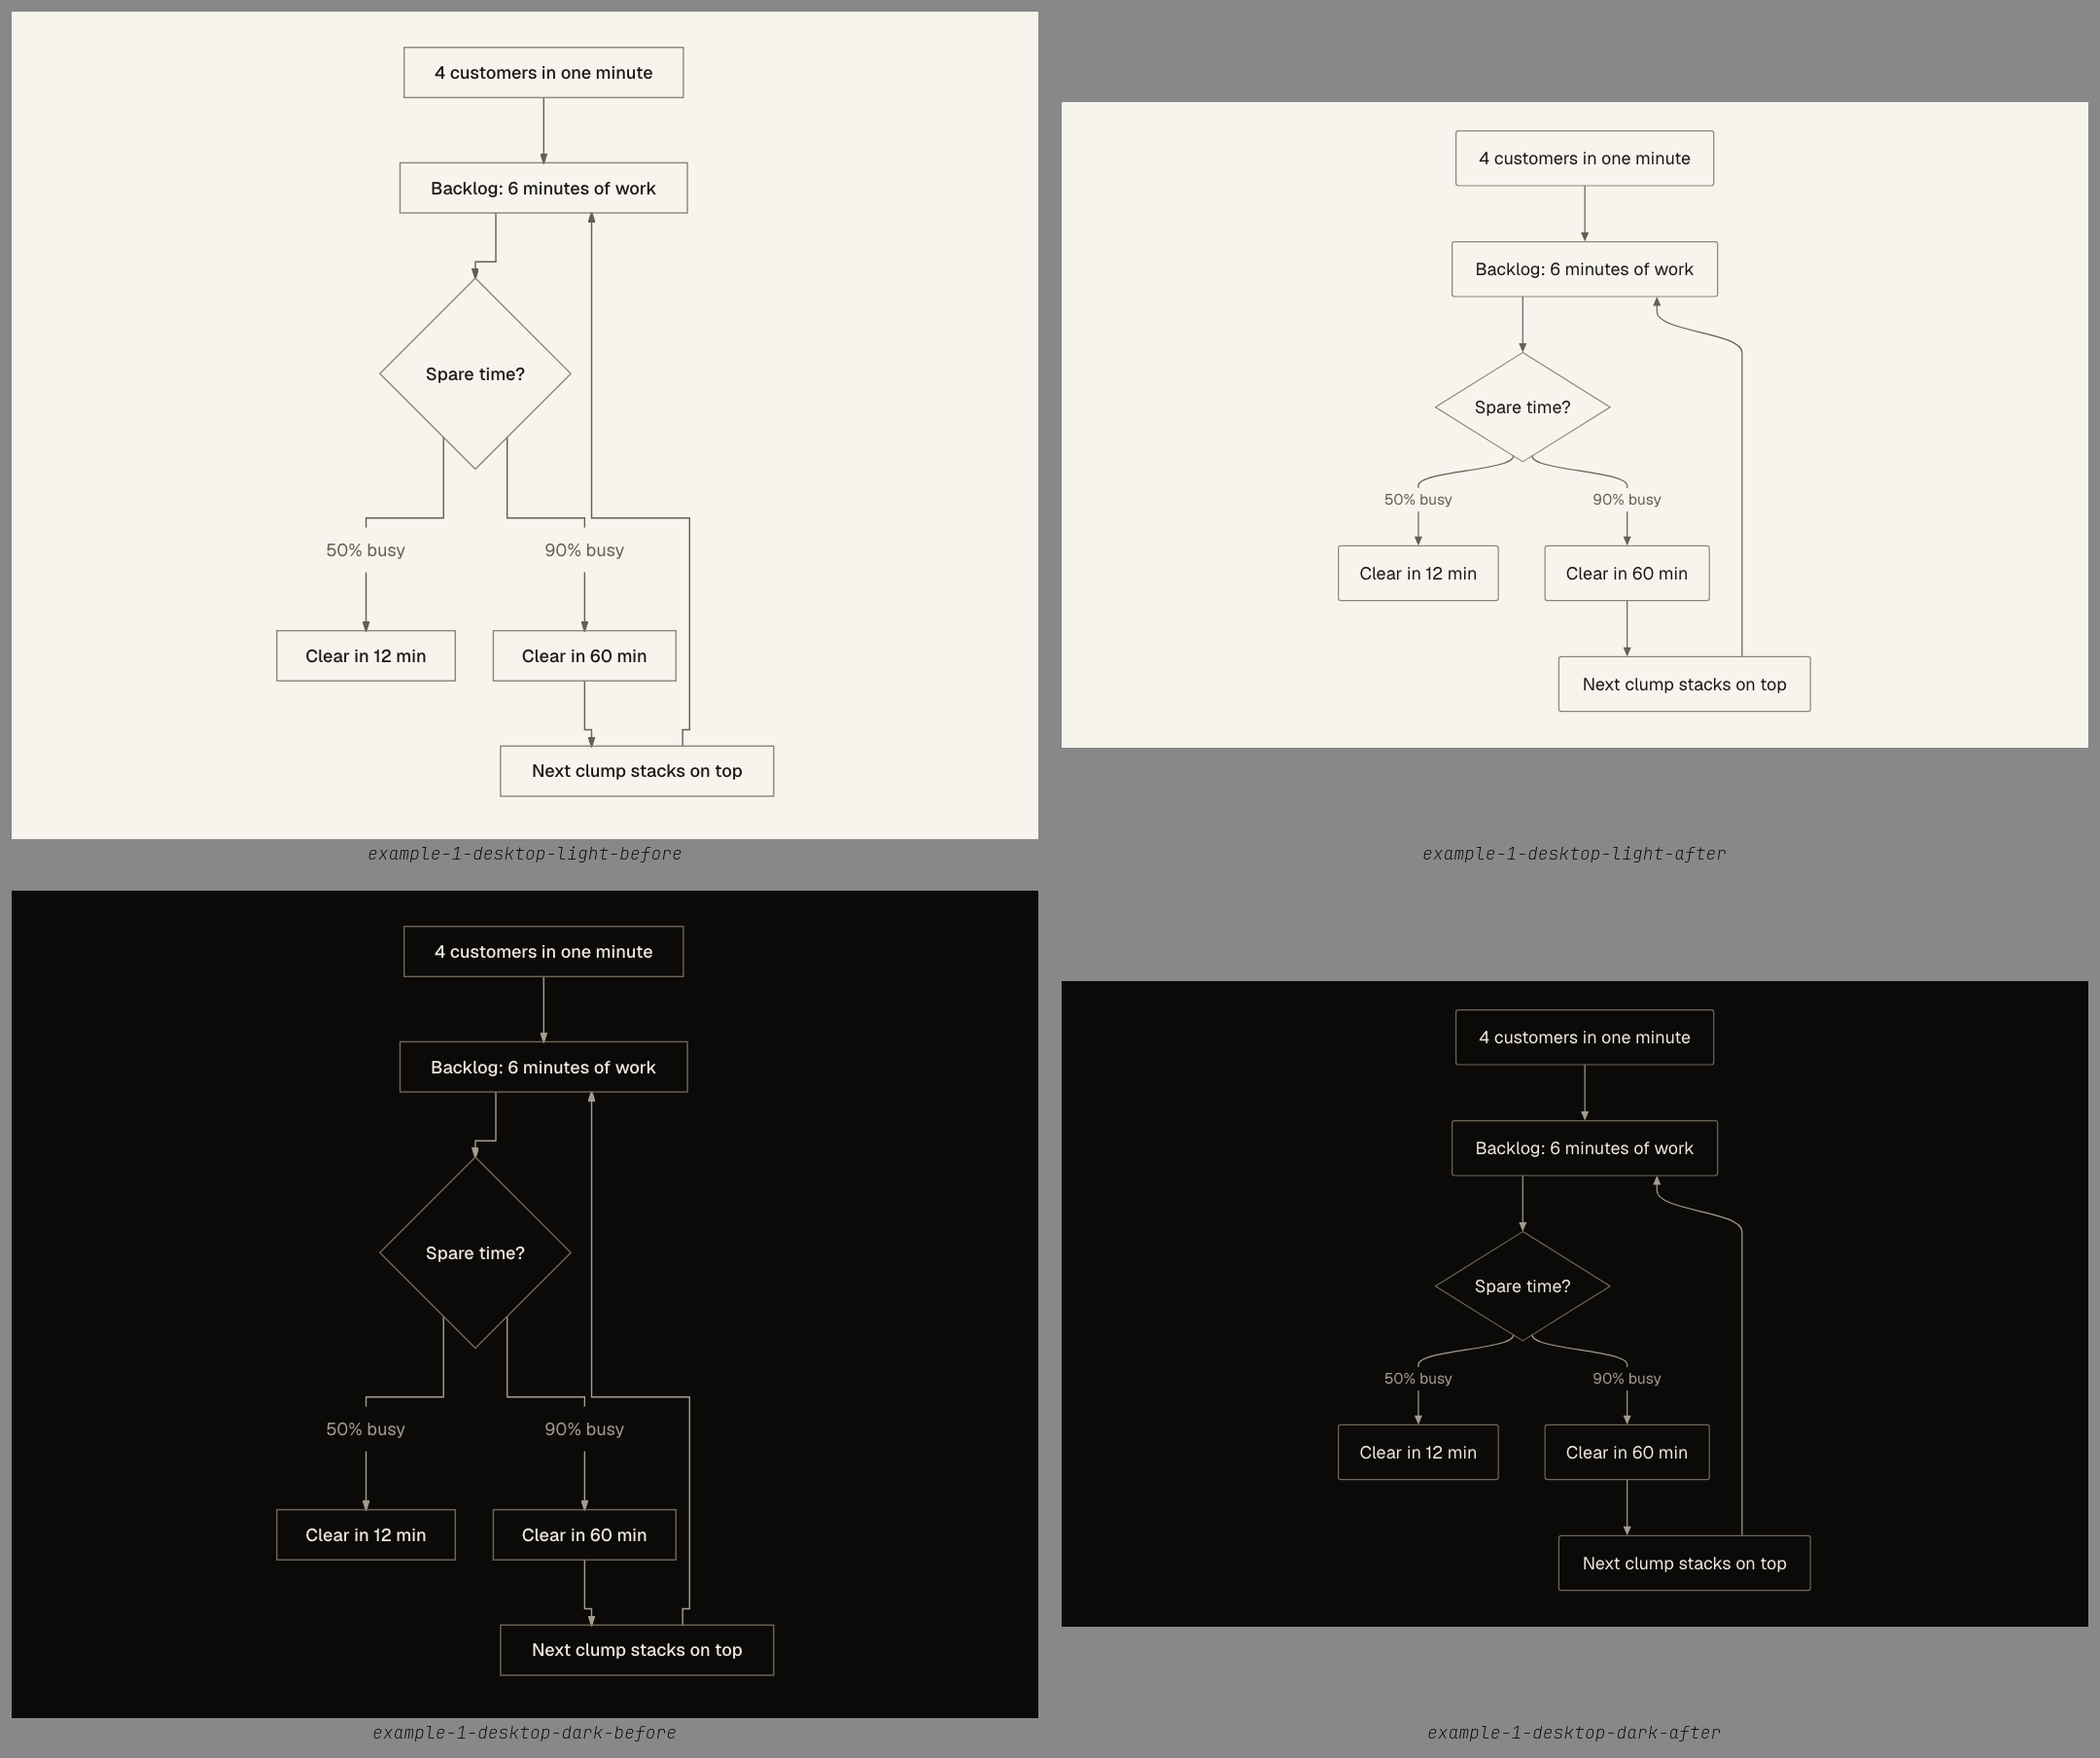 4 customers in one minute
Backlog: 6 minutes of work
Spare time?
50% busy
90% busy
Clear in 12 min
Clear in 60 min
Next clump stacks on top
example-1-desktop-light-before
4 customers in one minute
Backlog: 6 minutes of work
Spare time?
50% busy
90% busy
Clear in 12 min
Clear in 60 min
Next clump stacks on top
example-1-desktop-light-after
4 customers in one minute
Backlog: 6 minutes of work
Spare time?
50% busy
90% busy
Clear in 12 min
Clear in 60 min
Next clump stacks on top
example-1-desktop-dark-before
4 customers in one minute
Backlog: 6 minutes of work
Spare time?
50% busy
90% busy
Clear in 12 min
Clear in 60 min
Next clump stacks on top
example-1-desktop-dark-after